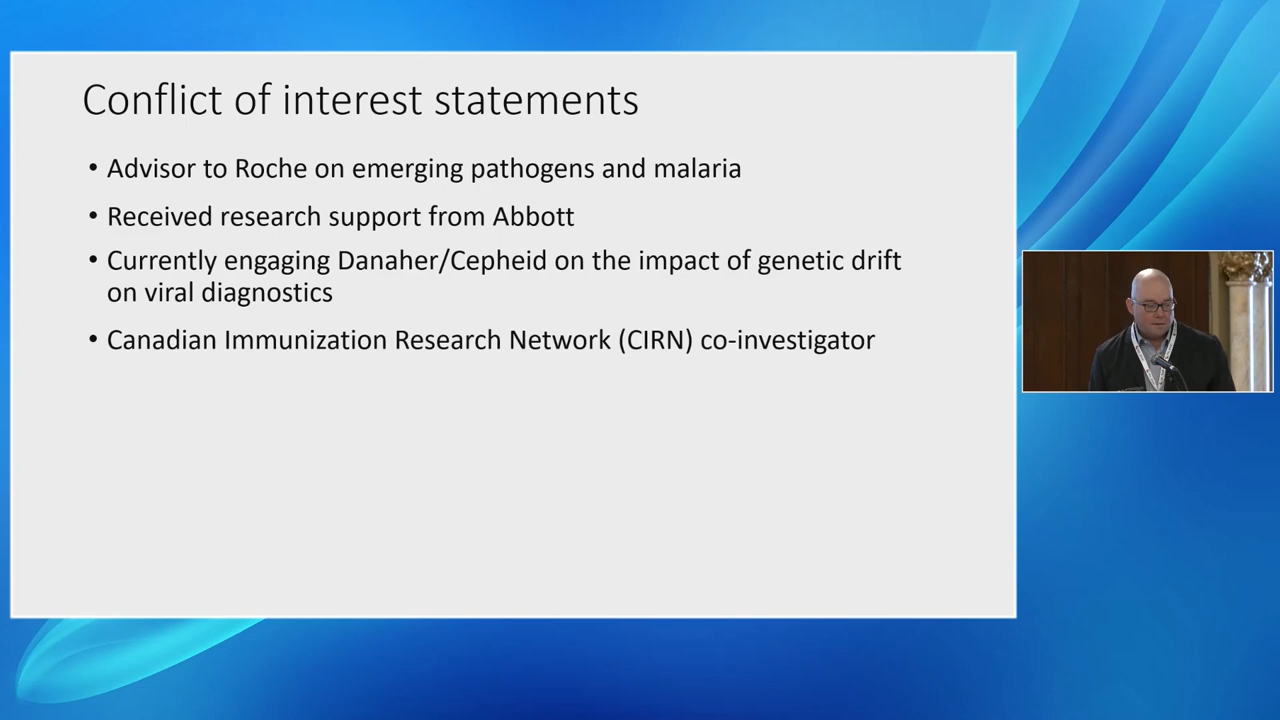 Conflict of interest statements
• Advisor to Roche on emerging pathogens and malaria
• Received research support from Abbott
• Currently engaging Danaher/Cepheid on the impact of genetic drift
on viral diagnostics
• Canadian Immunization Research Network (CIRN) co-investigator